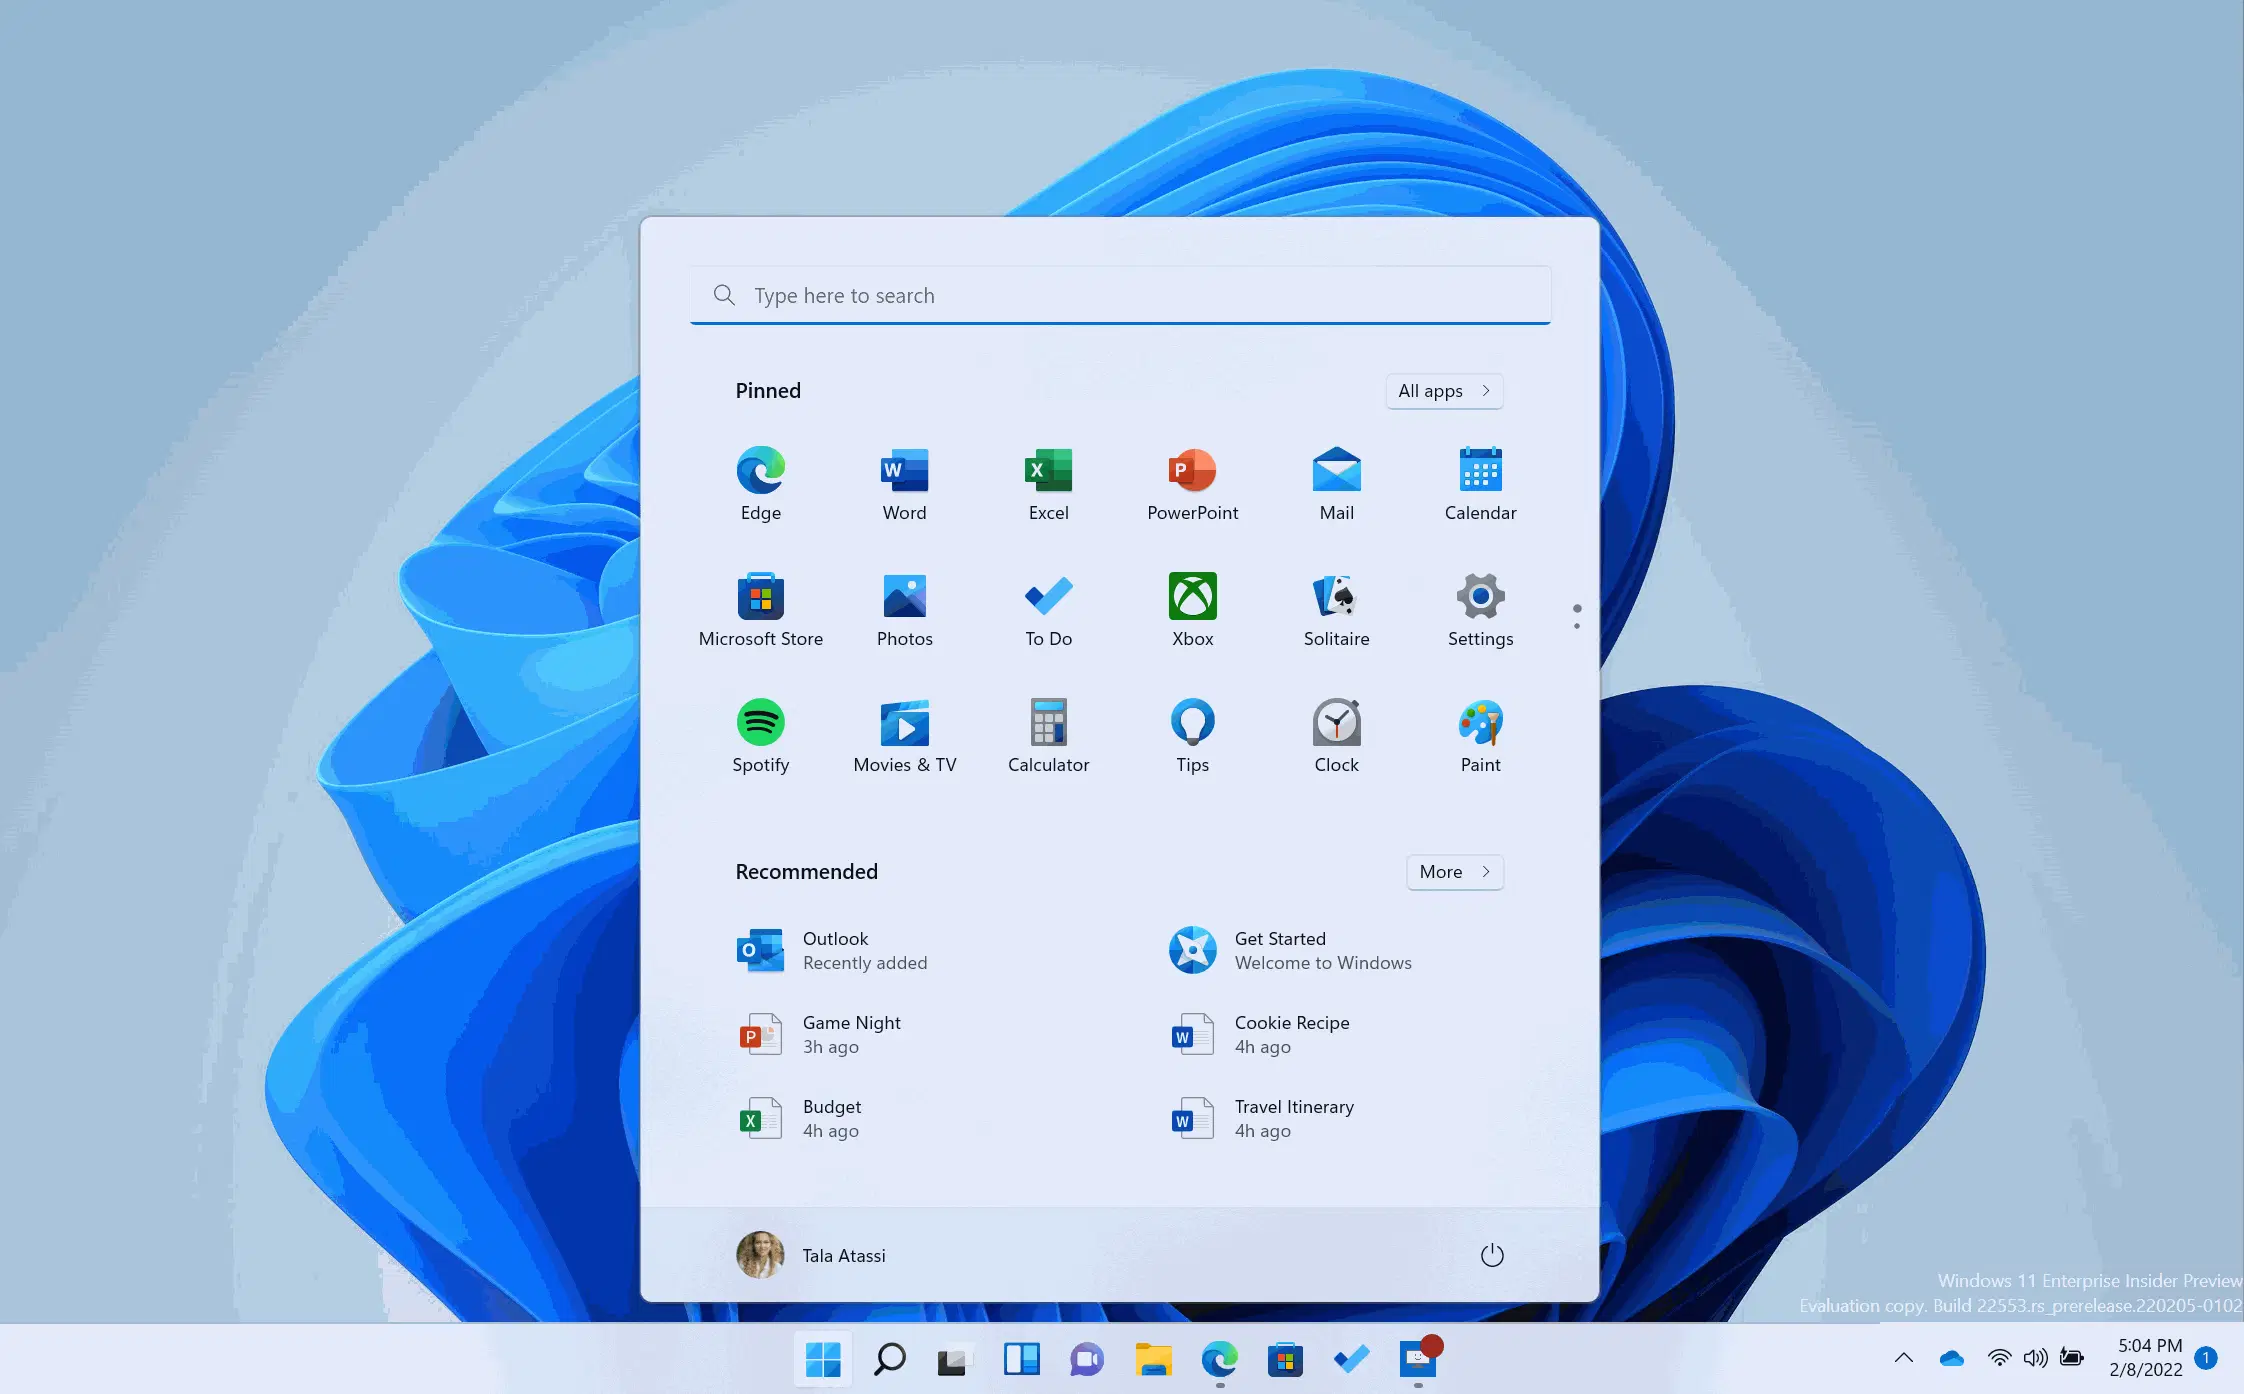 Type here to search
Pinned
All apps
Edge
Word
Excel
PowerPoint
Mail
Calendar
Microsoft Store
Photos
To Do
Xbox
Solitaire
Settings
Spotify
Movies & TV
Calculator
Tips
Clock
Paint
Recommended
More
Outlook
Recently added
Get Started
Welcome to Windows
Game Night
3h ago
Cookie Recipe
4h ago
Budget
4h ago
Travel Itinerary
4h ago
Tala Atassi
Windows 11 Enterprise Insider Preview
Evaluation copy. Build 22553.rs_prerelease.220205-0102
5:04 PM
2/8/2022
1